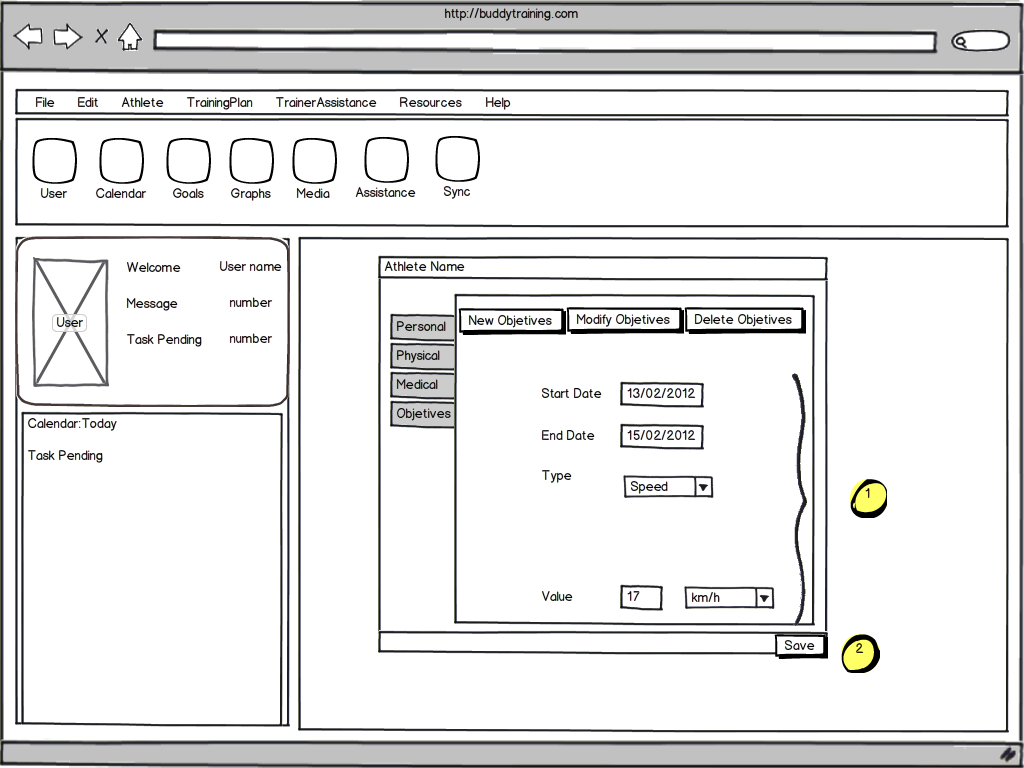 http://buddytraining.com
File Edit Athlete TrainingPlan TrainerAssistance Resources Help
User Calendar Goals Graphs Media Assistance Sync
User
Welcome User name
Message number
Task Pending number
Calendar:Today
Task Pending
Athlete Name
Personal
Physical
Medical
Objetives
New Objetives Modify Objetives Delete Objetives
Start Date 13/02/2012
End Date 15/02/2012
Type Speed
Value 17 km/h
Save
1
2